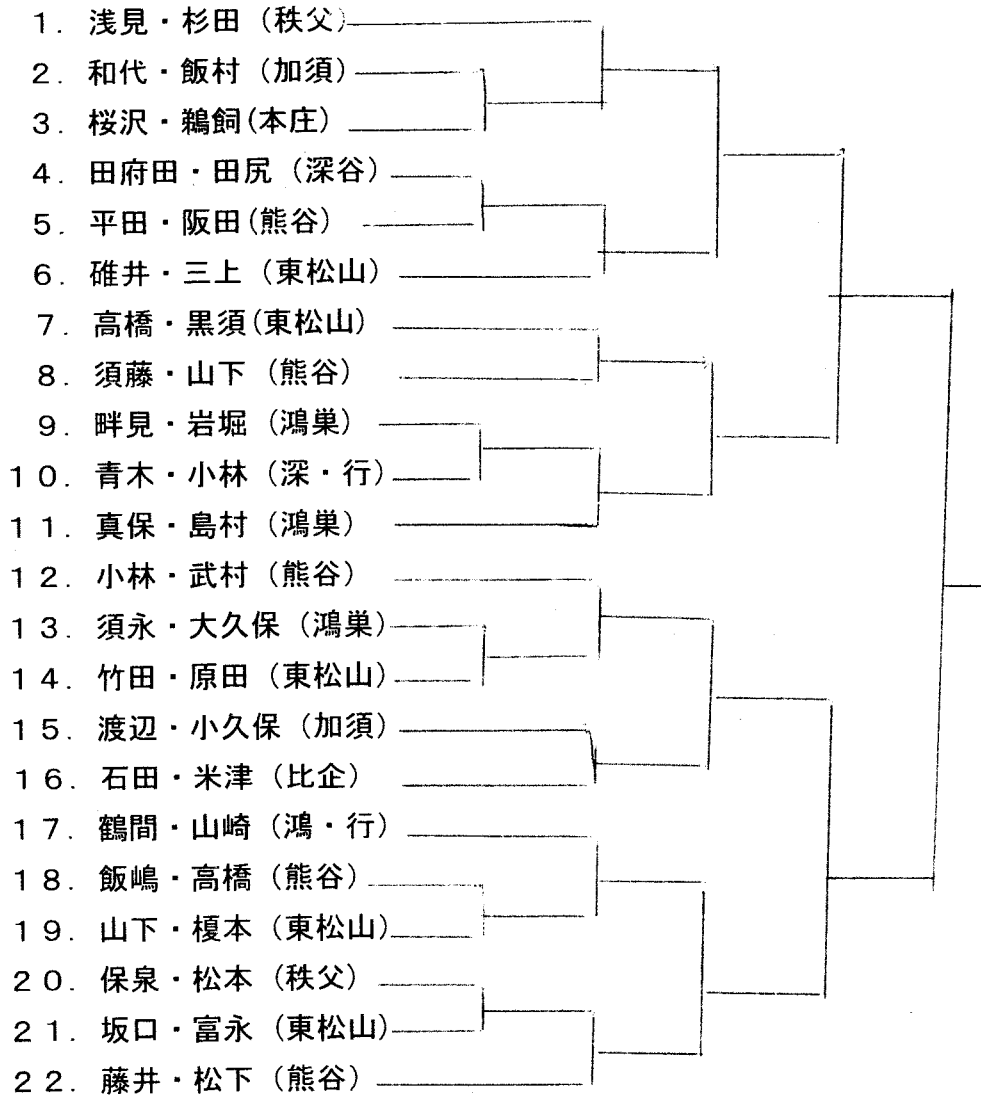 1. 浅見・杉田 (秩父)
2. 和代・飯村 (加須)
3. 桜沢・鵜飼(本庄)
4. 田府田・田尻 (深谷)
5. 平田・阪田(熊谷)
6. 碓井・三上 (東松山)
7. 高橋・黒須(東松山)
8. 須藤・山下 (熊谷)
9. 畔見・岩堀 (鴻巣)
10. 青木・小林 (深・行)
11. 真保・島村 (鴻巣)
12. 小林・武村 (熊谷)
13. 須永・大久保 (鴻巣)
14. 竹田・原田 (東松山)
15. 渡辺・小久保 (加須)
16. 石田・米津 (比企)
17. 鶴間・山崎 (鴻・行)
18. 飯嶋・高橋 (熊谷)
19. 山下・榎本 (東松山)
20. 保泉・松本 (秩父)
21. 坂口・富永 (東松山)
22. 藤井・松下 (熊谷)